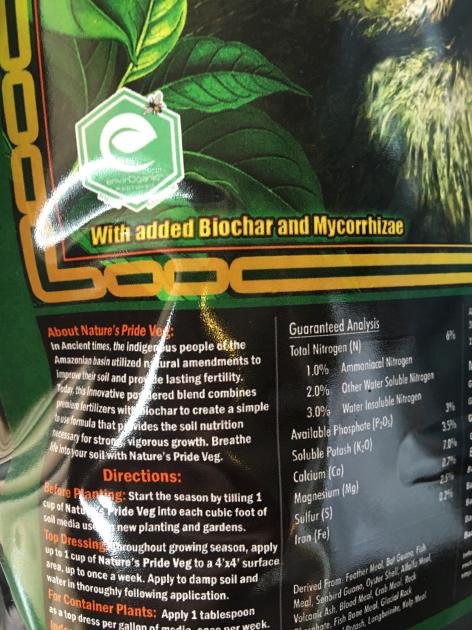 With added Biochar and Mycorrhizae
About Nature's Pride Veg:
In Ancient times, the indigenous people of the
Amazonian basin utilized natural amendments to
improve their soil and provide lasting fertility.
Today, this innovative powdered blend combines
premium fertilizers with biochar to create a simple
to use formula that provides the soil nutrition
necessary for strong, vigorous growth. Breathe
life into your soil with Nature's Pride Veg.
Directions:
Before Planting: Start the season by tilling 1
cup of Nature's Pride Veg into each cubic foot of
soil media used in new planting and gardens.
Top Dressing: Throughout growing season, apply
up to 1 cup of Nature's Pride Veg to a 4'x4' surface
area, up to once a week. Apply to damp soil and
water in thoroughly following application.
For Container Plants: Apply 1 tablespoon
as a top dress per gallon of media, once per week.
Guaranteed Analysis
Total Nitrogen (N) 6%
1.0% Ammoniacal Nitrogen
2.0% Other Water Soluble Nitrogen
3.0% Water Insoluble Nitrogen
Available Phosphate (P2O5) 3%
Soluble Potash (K2O) 3.5%
Calcium (Ca) 7.0%
Magnesium (Mg) 0.7%
Sulfur (S) 2.5%
Iron (Fe) 0.2%
Derived From: Feather Meal, Bat Guano, Fish
Meal, Seabird Guano, Oyster Shell, Alfalfa Meal,
Volcanic Ash, Blood Meal, Crab Meal, Rock
Phosphate, Fish Bone Meal, Glacial Rock
Potash, Langbeinite, Kelp Meal